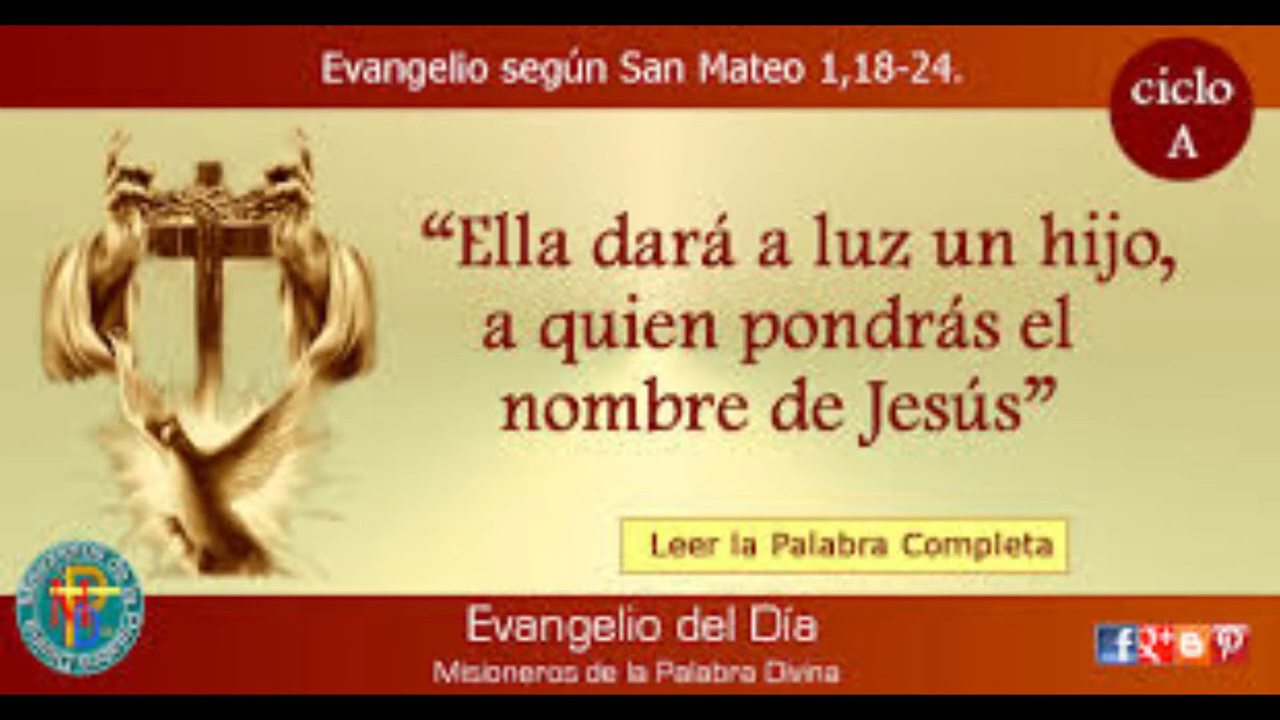 Evangelio según San Mateo 1,18-24.
ciclo
A
“Ella dará a luz un hijo,
a quien pondrás el
nombre de Jesús”
Leer la Palabra Completa
Evangelio del Día
Misioneros de la Palabra Divina